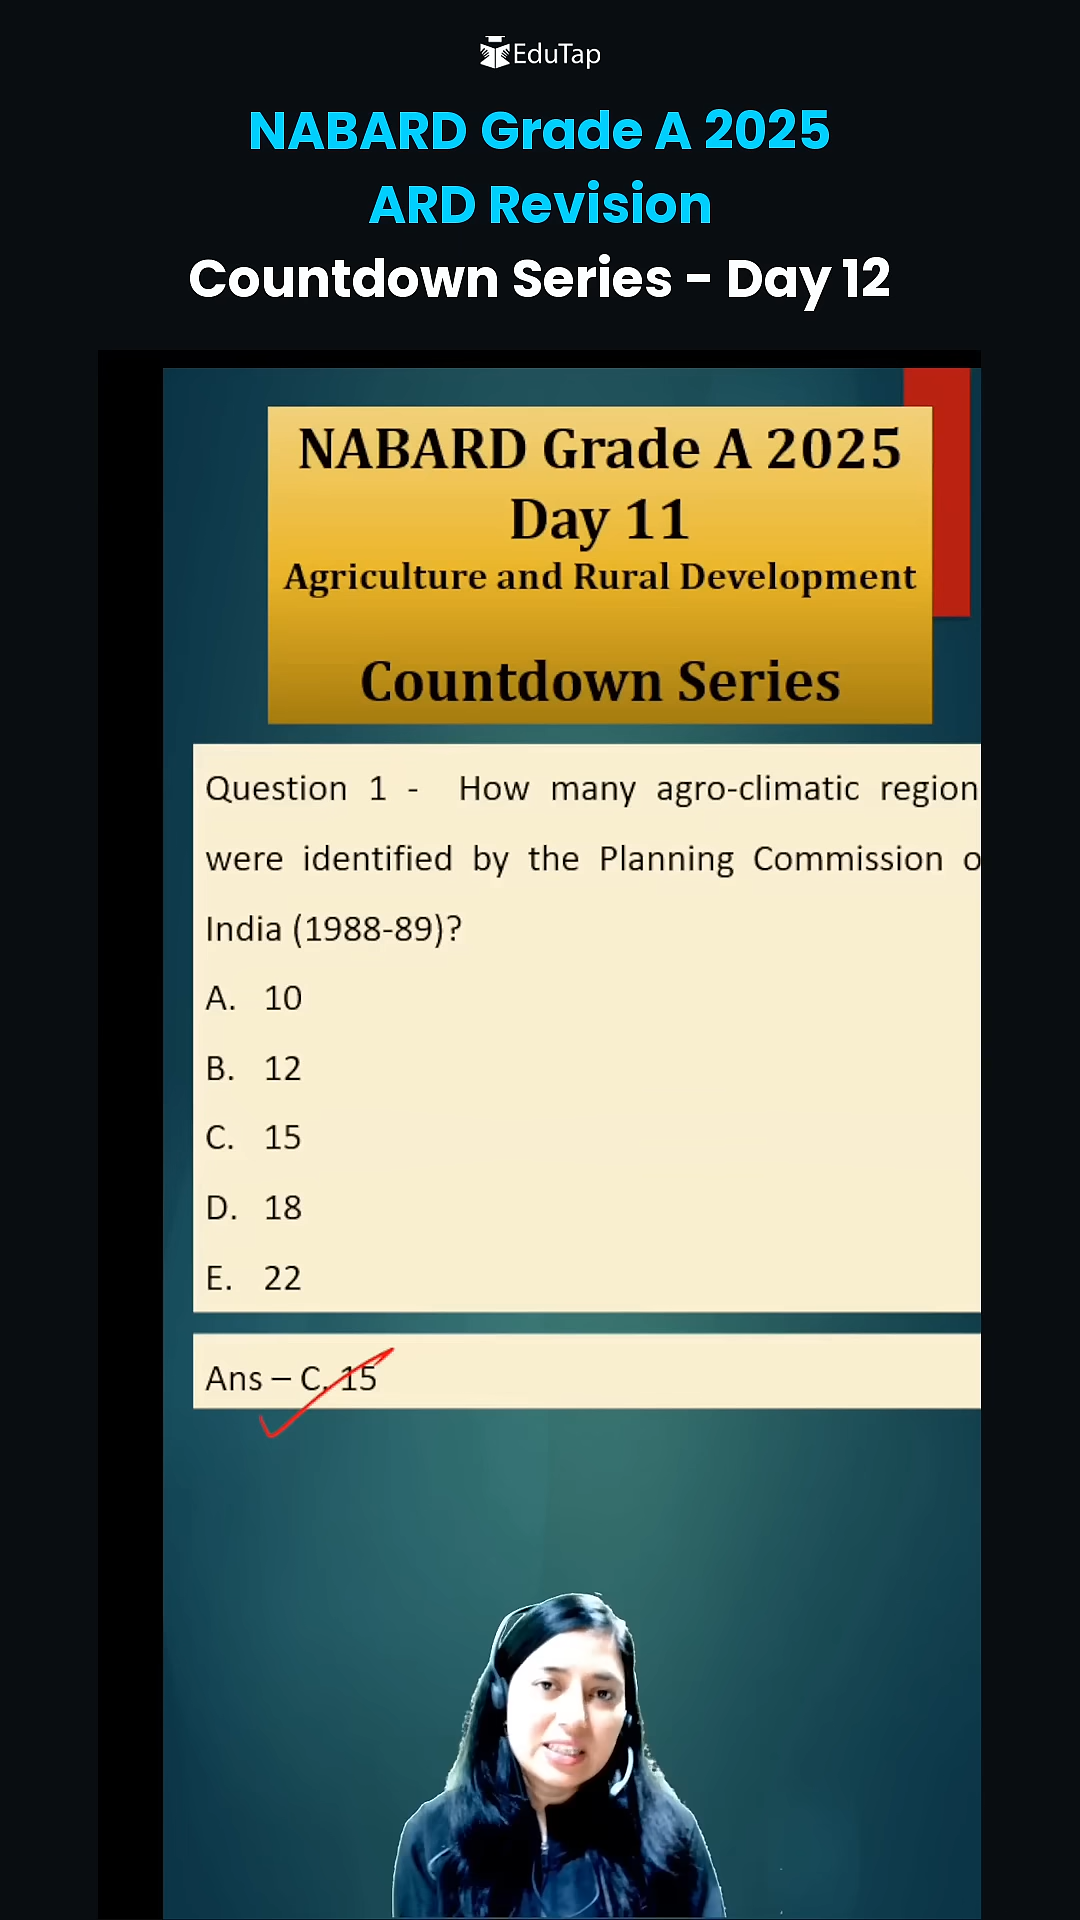 EduTap
NABARD Grade A 2025
ARD Revision
Countdown Series - Day 12
NABARD Grade A 2025
Day 11
Agriculture and Rural Development
Countdown Series
Question 1 - How many agro-climatic region
were identified by the Planning Commission o
India (1988-89)?
A. 10
B. 12
C. 15
D. 18
E. 22
Ans – C. 15